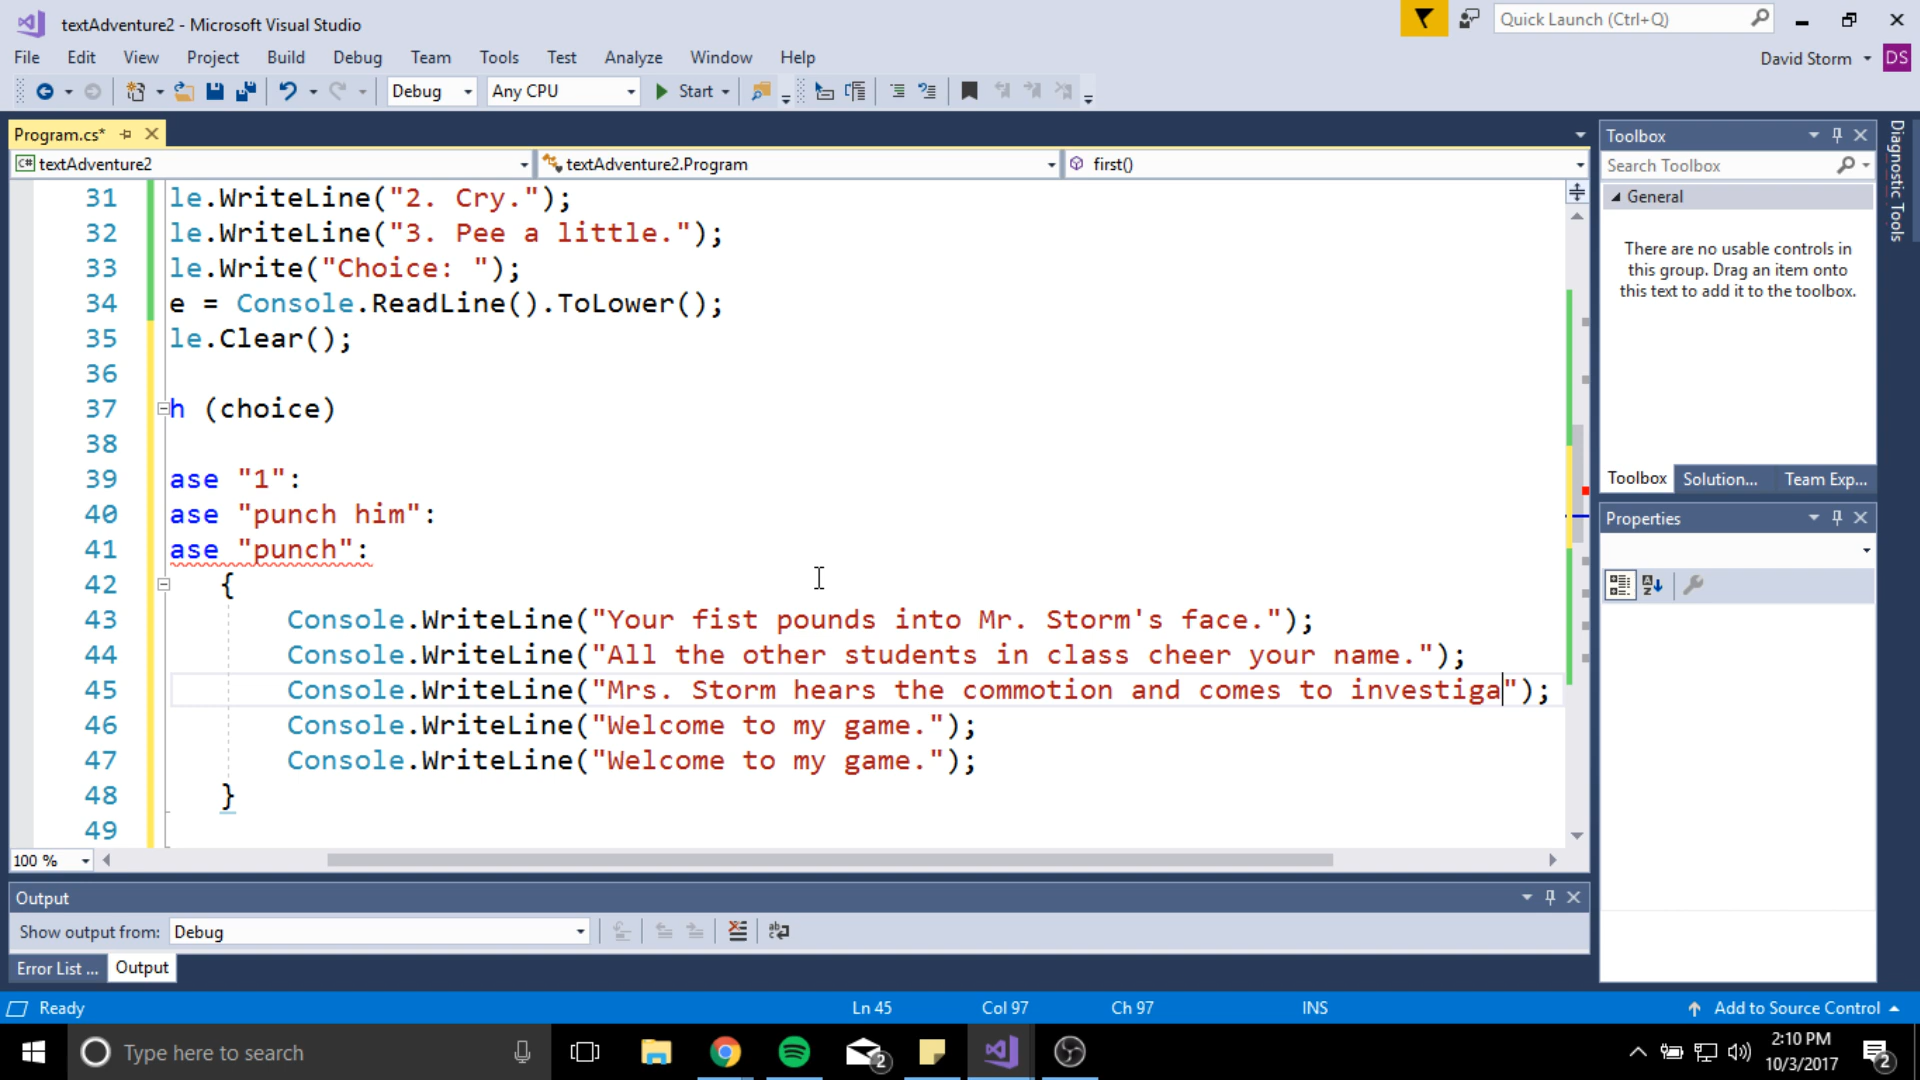 textAdventure2 - Microsoft Visual Studio
Quick Launch (Ctrl+Q)
File Edit View Project Build Debug Team Tools Test Analyze Window Help
David Storm DS
Debug Any CPU Start
Program.cs*
C# textAdventure2 textAdventure2.Program first()
31 le.WriteLine("2. Cry.");
32 le.WriteLine("3. Pee a little.");
33 le.Write("Choice: ");
34 e = Console.ReadLine().ToLower();
35 le.Clear();
36
37 h (choice)
38
39 ase "1":
40 ase "punch him":
41 ase "punch":
42 {
43 Console.WriteLine("Your fist pounds into Mr. Storm's face.");
44 Console.WriteLine("All the other students in class cheer your name.");
45 Console.WriteLine("Mrs. Storm hears the commotion and comes to investiga");
46 Console.WriteLine("Welcome to my game.");
47 Console.WriteLine("Welcome to my game.");
48 }
49
100 %
Toolbox
Search Toolbox
General
There are no usable controls in
this group. Drag an item onto
this text to add it to the toolbox.
Toolbox Solution... Team Exp...
Properties
Diagnostic Tools
Output
Show output from: Debug
Error List ... Output
Ready Ln 45 Col 97 Ch 97 INS Add to Source Control
Type here to search
2
2:10 PM
10/3/2017
2